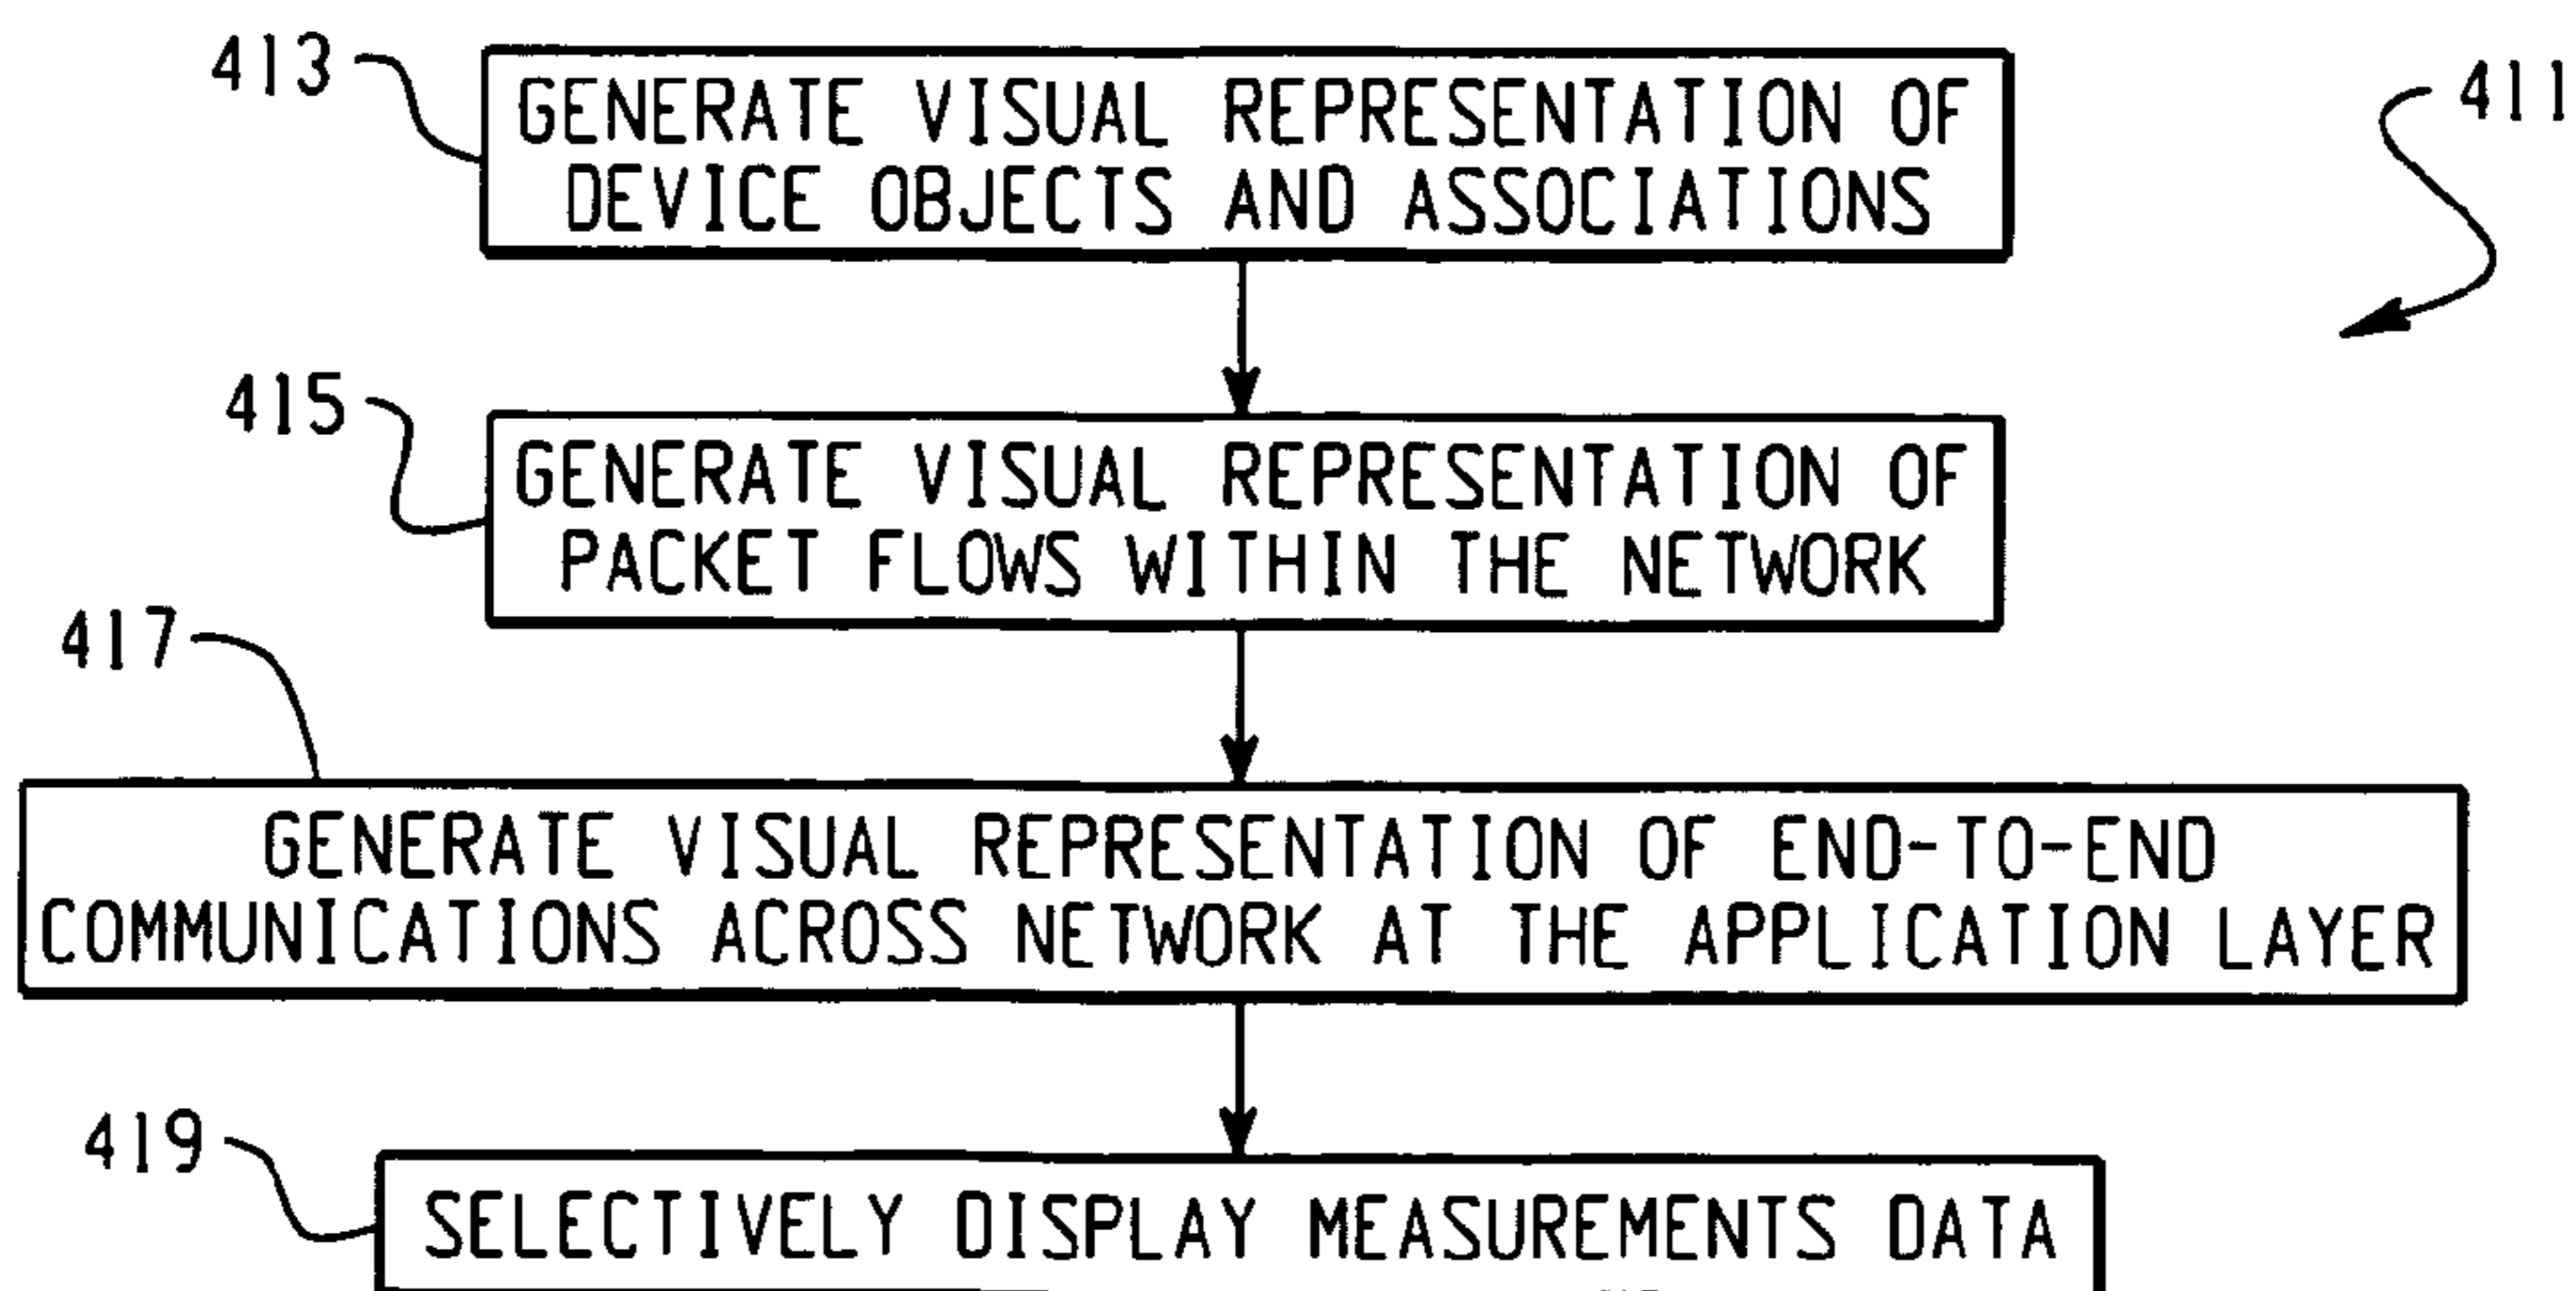 413
GENERATE VISUAL REPRESENTATION OF
DEVICE OBJECTS AND ASSOCIATIONS
411
415
GENERATE VISUAL REPRESENTATION OF
PACKET FLOWS WITHIN THE NETWORK
417
GENERATE VISUAL REPRESENTATION OF END-TO-END
COMMUNICATIONS ACROSS NETWORK AT THE APPLICATION LAYER
419
SELECTIVELY DISPLAY MEASUREMENTS DATA